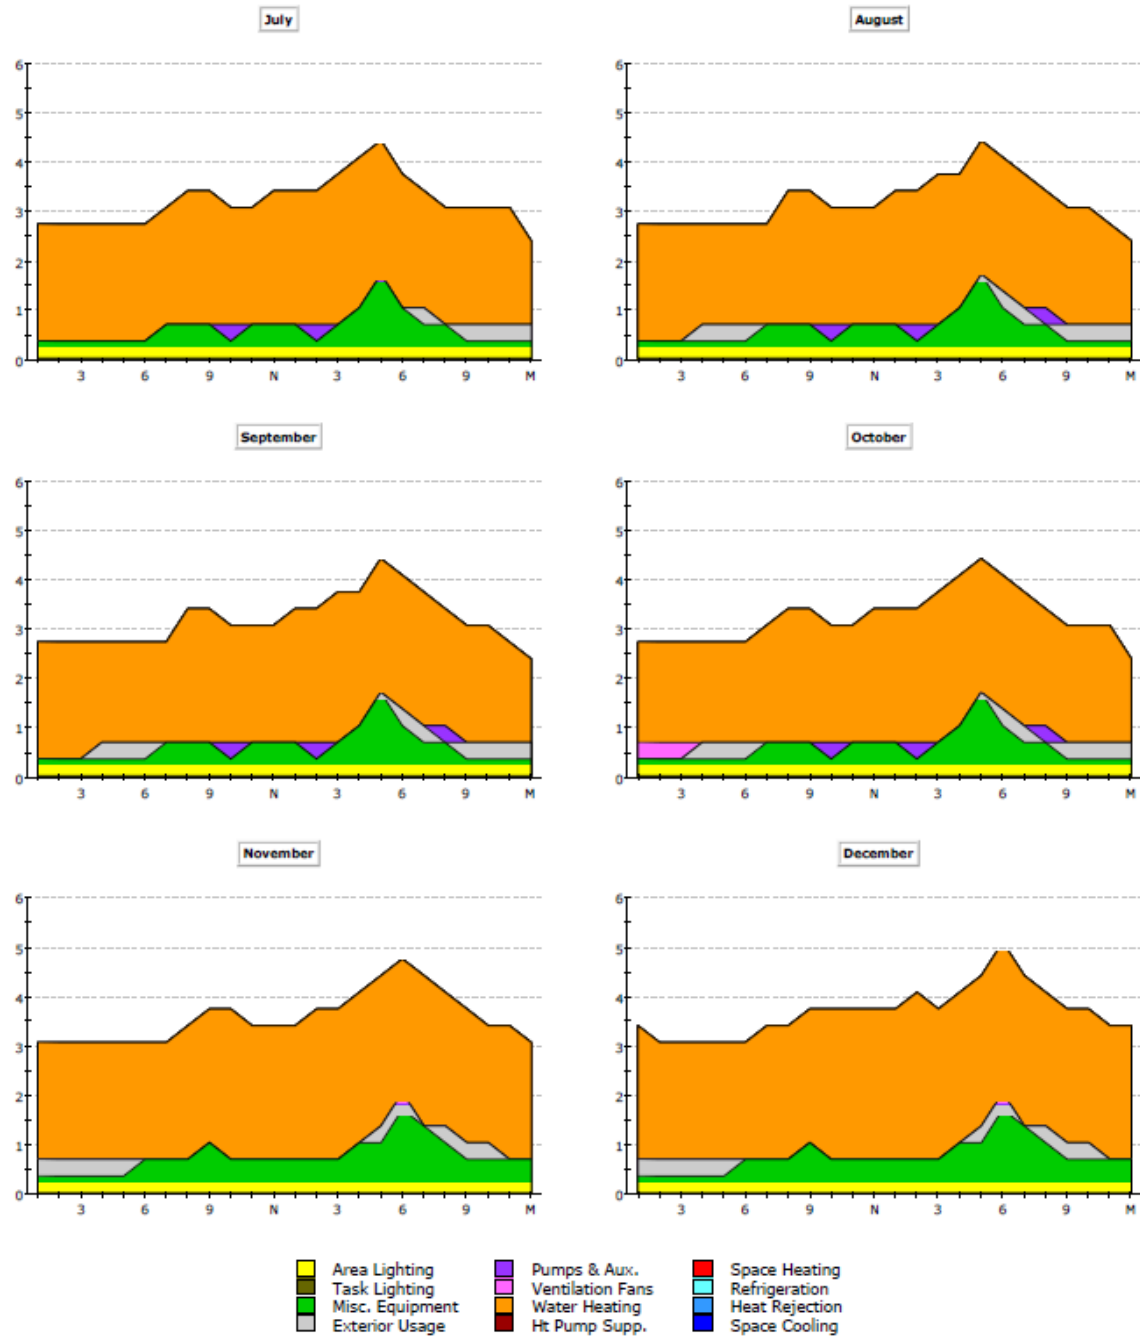 July
August
6
5
4
3
2
1
0
3 6 9 N 3 6 9 M
6
5
4
3
2
1
0
3 6 9 N 3 6 9 M
September
October
6
5
4
3
2
1
0
3 6 9 N 3 6 9 M
6
5
4
3
2
1
0
3 6 9 N 3 6 9 M
November
December
6
5
4
3
2
1
0
3 6 9 N 3 6 9 M
6
5
4
3
2
1
0
3 6 9 N 3 6 9 M
Area Lighting
Task Lighting
Misc. Equipment
Exterior Usage
Pumps & Aux.
Ventilation Fans
Water Heating
Ht Pump Supp.
Space Heating
Refrigeration
Heat Rejection
Space Cooling